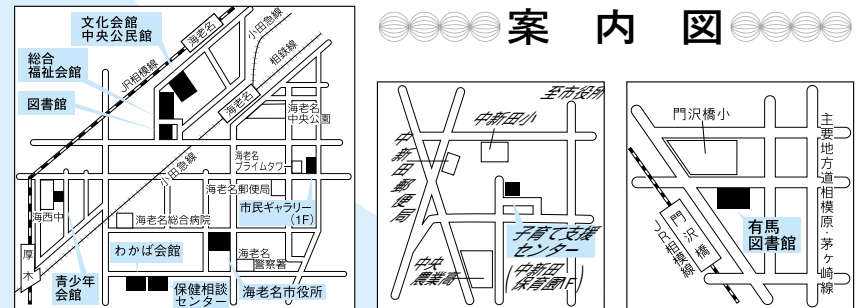 案内図
文化会館
中央公民館
海老名
小田急線
総合
福祉会館
JR相模線
相鉄線
図書館
海老名
海老名
中央公園
小田急線
海老名
プライムタワー
海老名郵便局
市民ギャラリー
(1F)
海西中
海老名総合病院
わかば会館
海老名
警察署
厚木
青少年
会館
保健相談
センター
海老名市役所
至市役所
中新田小
中新田郵便局
子育て支援
センター
中新田
保育園1F
中央
農業高
門沢橋小
主要地方道相模原・茅ヶ崎線
門沢橋
JR相模線
有馬
図書館